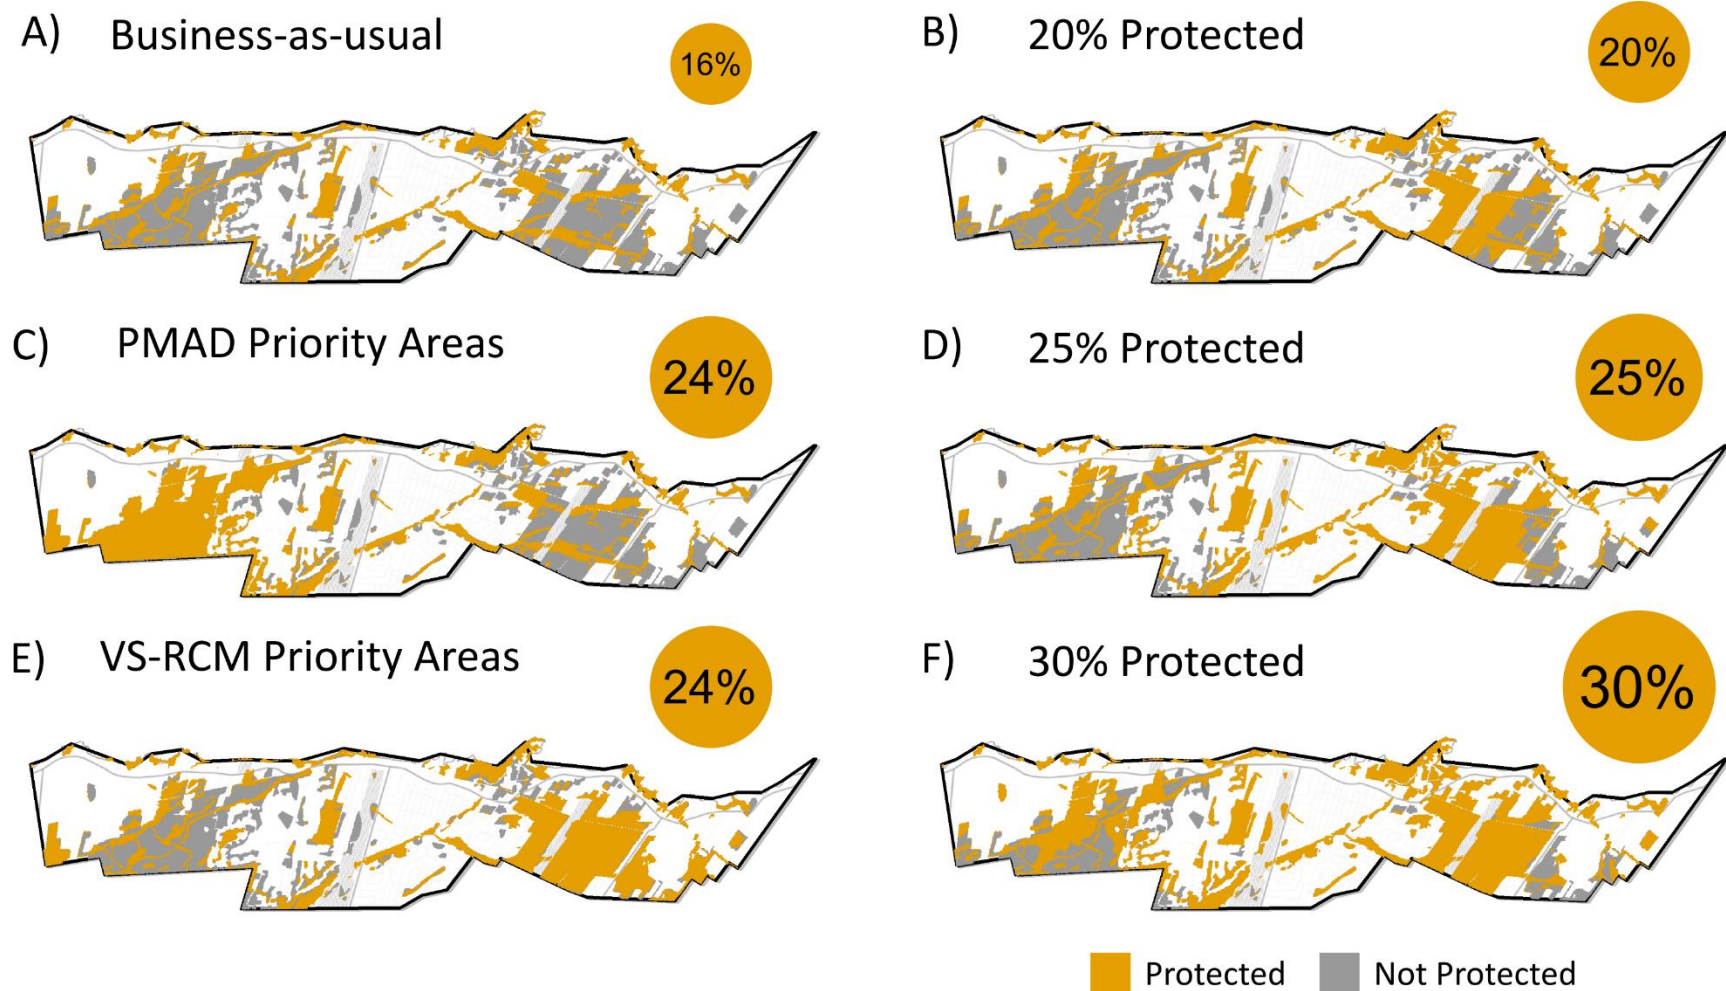 A) Business-as-usual 16%
B) 20% Protected 20%
C) PMAD Priority Areas 24%
D) 25% Protected 25%
E) VS-RCM Priority Areas 24%
F) 30% Protected 30%
Protected Not Protected